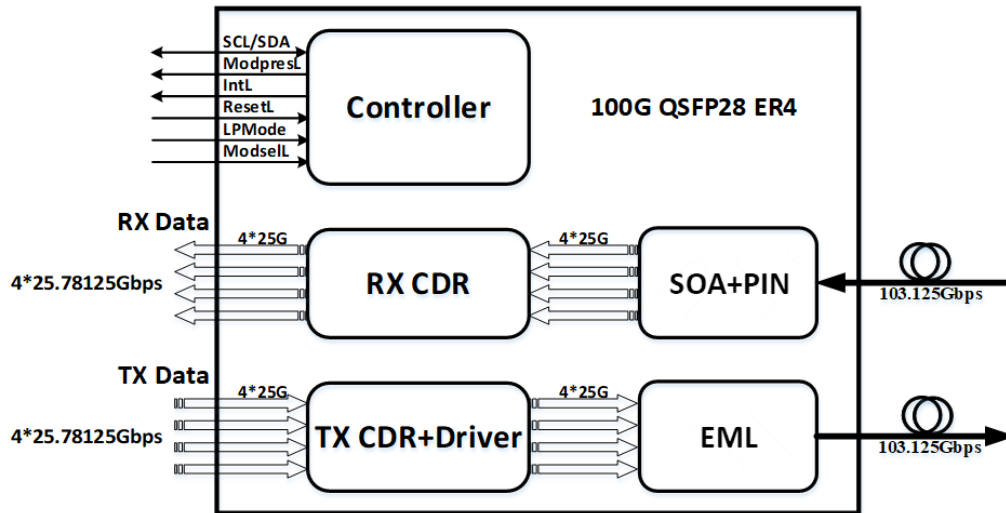 SCL/SDA
ModpresL
IntL
ResetL
LPMode
ModselL
Controller
100G QSFP28 ER4
RX Data
4*25G
4*25G
4*25.78125Gbps
RX CDR
SOA+PIN
103.125Gbps
TX Data
4*25G
4*25G
4*25.78125Gbps
TX CDR+Driver
EML
103.125Gbps